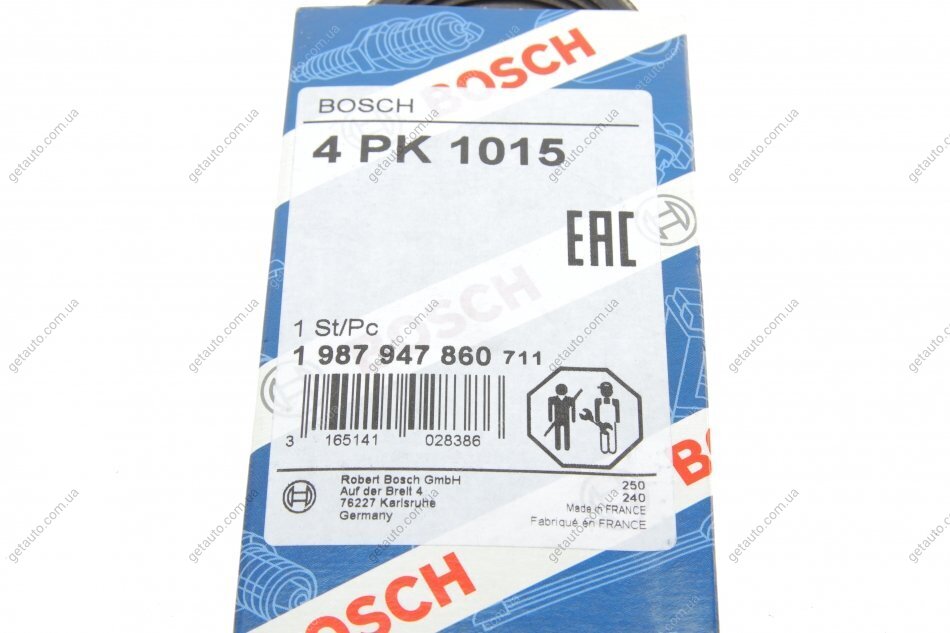 BOSCH
BOSCH
4 PK 1015
EAC
BOSCH
1 St/Pc
1 987 947 860 711
3 165141 028386
Robert Bosch GmbH
Auf der Breit 4
76227 Karlsruhe
Germany
250
240
Made in FRANCE
Fabriqué en FRANCE
BOSCH
getauto.com.ua